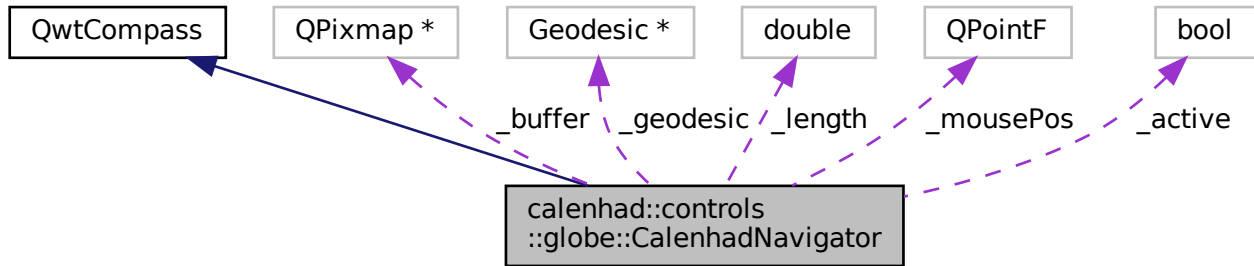 QwtCompass
QPixmap *
Geodesic *
double
QPointF
bool
_buffer
_geodesic
_length
_mousePos
_active
calenhad::controls
::globe::CalenhadNavigator